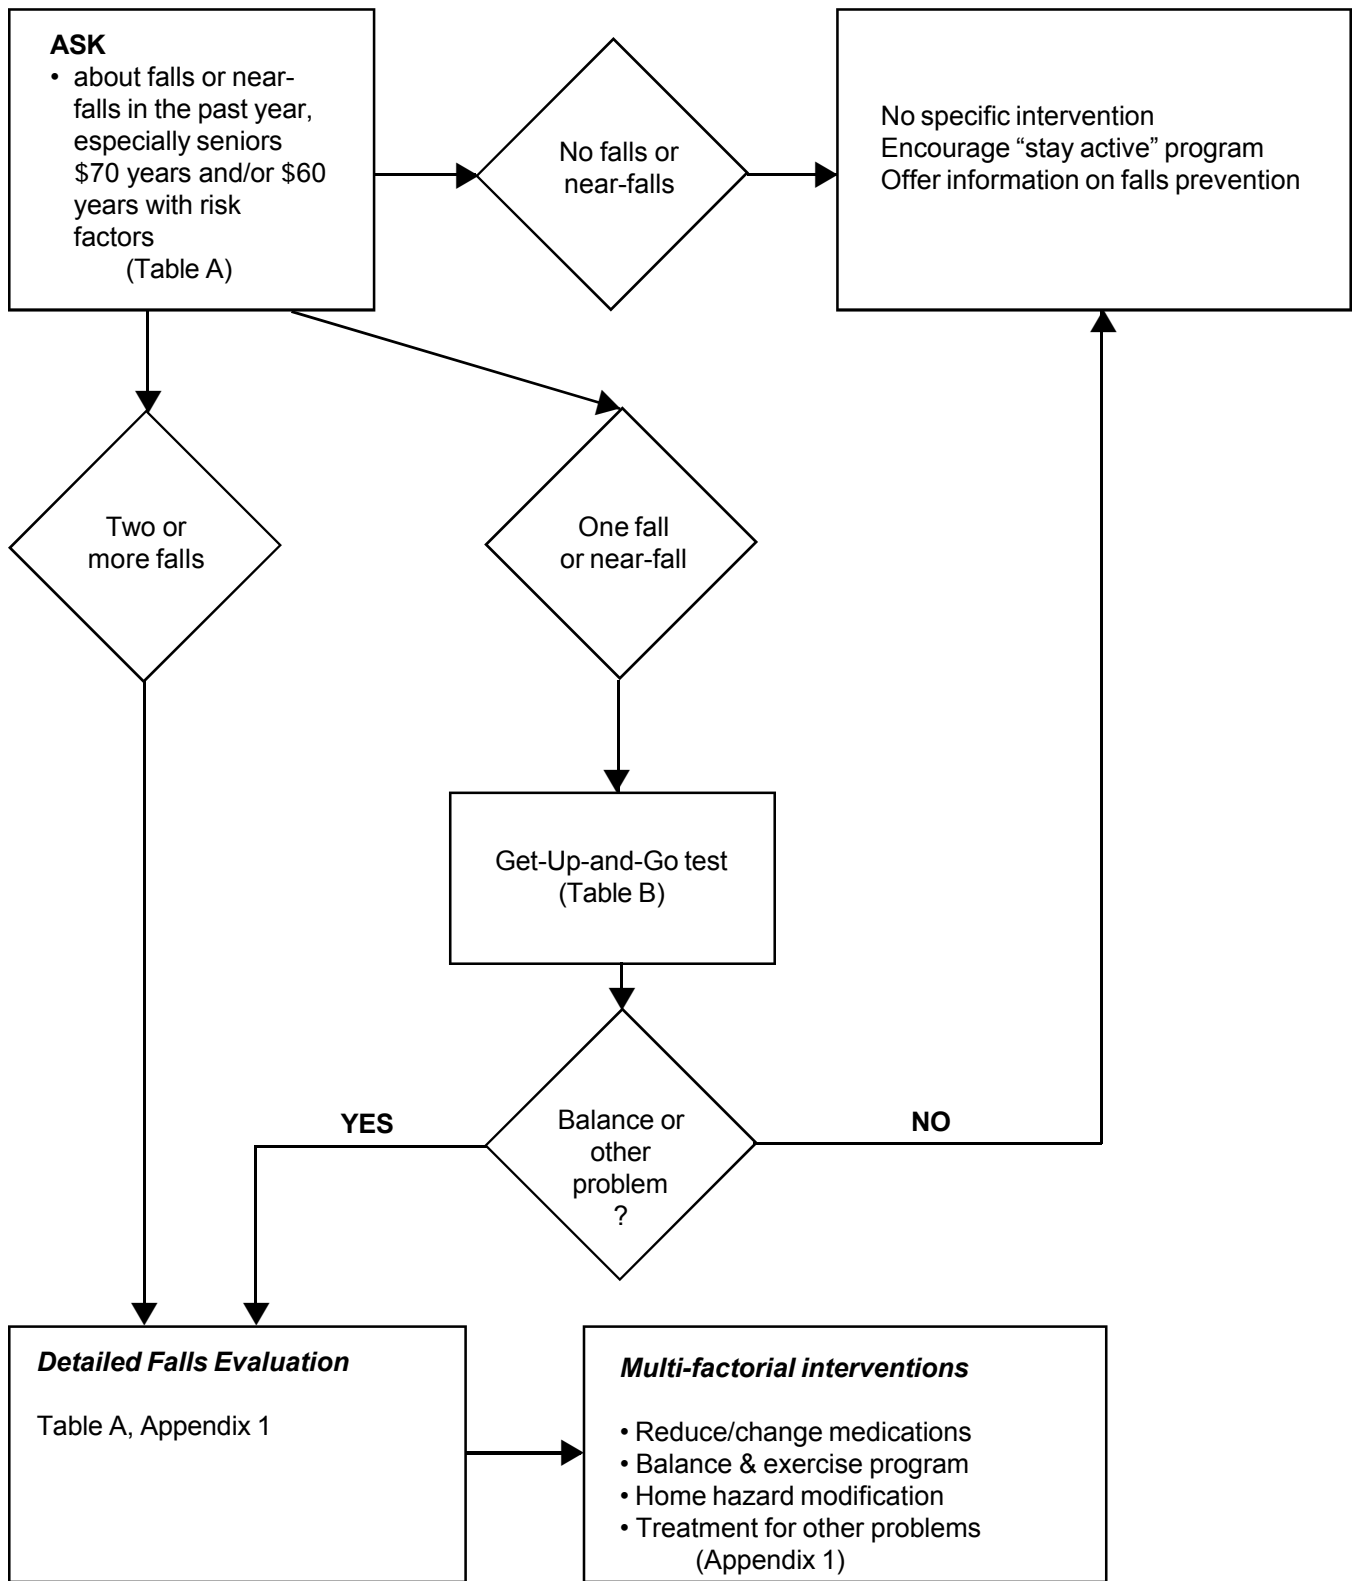 ASK
• about falls or near-
falls in the past year,
especially seniors
$70 years and/or $60
years with risk
factors
(Table A)
No falls or
near-falls
No specific intervention
Encourage “stay active” program
Offer information on falls prevention
Two or
more falls
One fall
or near-fall
Get-Up-and-Go test
(Table B)
YES
Balance or
other
problem
?
NO
Detailed Falls Evaluation
Table A, Appendix 1
Multi-factorial interventions
• Reduce/change medications
• Balance & exercise program
• Home hazard modification
• Treatment for other problems
(Appendix 1)